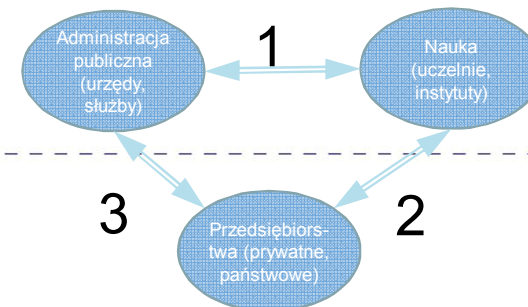 Administracja
publiczna
(urzędy,
służby)
1
Nauka
(uczelnie,
instytuty)
3
Przedsiębiors-
twa (prywatne,
państwowe)
2